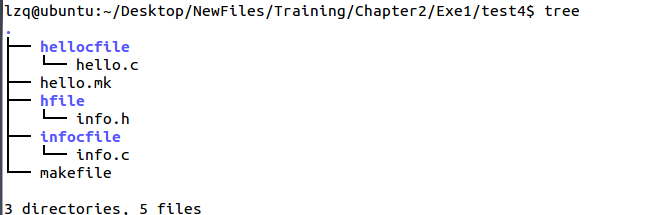 lzq@ubuntu:~/Desktop/NewFiles/Training/Chapter2/Exe1/test4$ tree
.
├── hellocfile
│   └── hello.c
├── hello.mk
├── hfile
│   └── info.h
├── infocfile
│   └── info.c
└── makefile
3 directories, 5 files